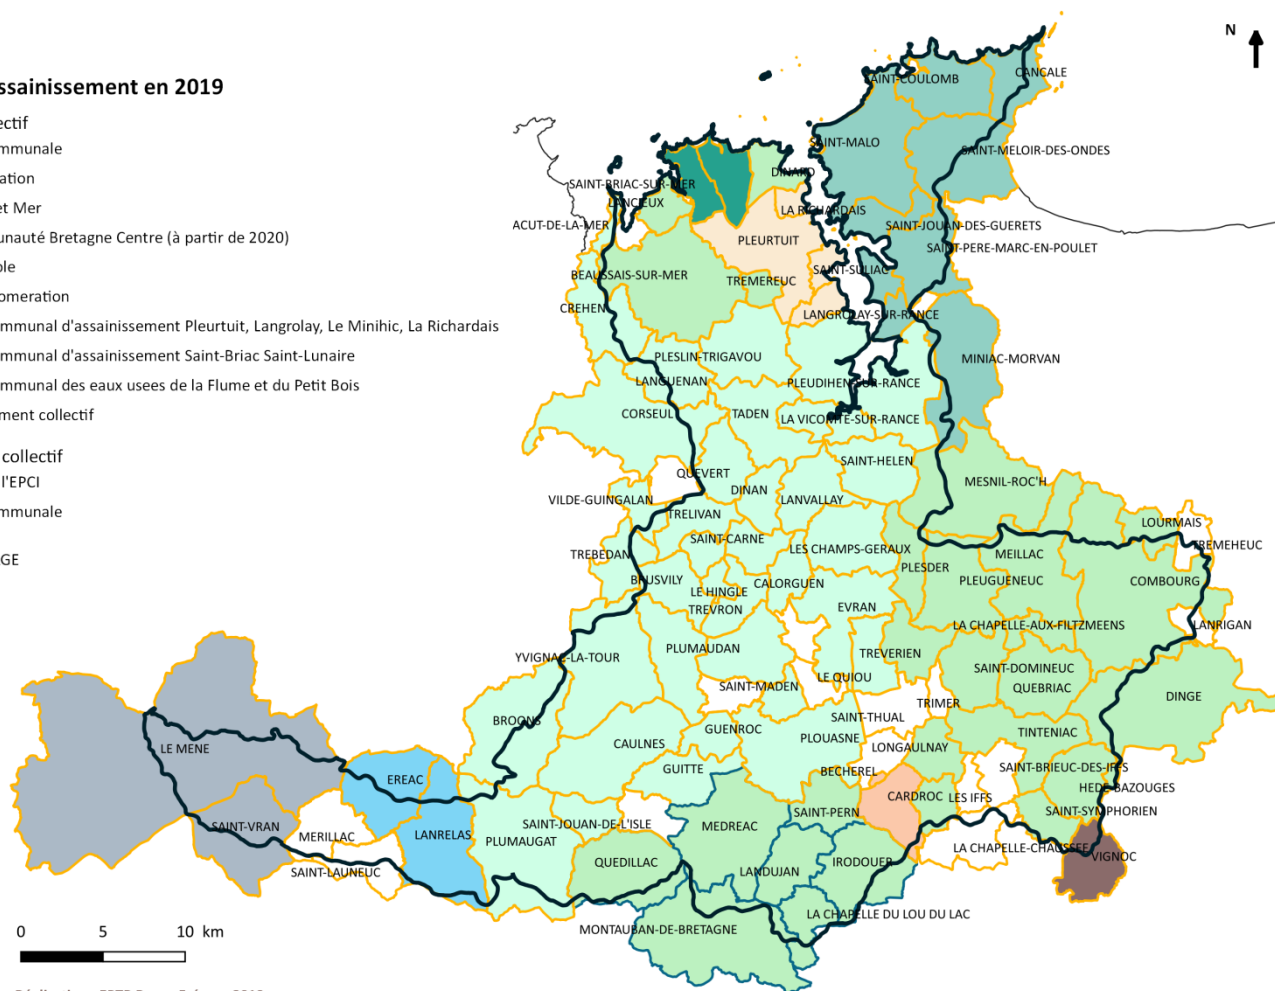 N
ssainissement en 2019
ectif
mmunale
ation
et Mer
unauté Bretagne Centre (à partir de 2020)
ole
omeration
ommunal d'assainissement Pleurtuit, Langrolay, Le Minihic, La Richardais
ommunal d'assainissement Saint-Briac Saint-Lunaire
ommunal des eaux usees de la Flume et du Petit Bois
ment collectif
collectif
l'EPCI
mmunale
GE
SAINT-COULOMB
CANCALE
SAINT-MALO
SAINT-MELOIR-DES-ONDES
DINARD
SAINT-BRIAC-SUR-MER
LANCIEUX
LA RICHARDAIS
ACUT-DE-LA-MER
SAINT-JOUAN-DES-GUERETS
PLEURTUIT
SAINT-PERE-MARC-EN-POULET
SAINT-SULIAC
BEAUSSAIS-SUR-MER
TREMEREUC
CREHEN
LANGROLAY-SUR-RANCE
PLESLIN-TRIGAVOU
MINIAC-MORVAN
LANGUENAN
PLEUDIHEN-SUR-RANCE
CORSEUL
TADEN
LA VICOMTE-SUR-RANCE
SAINT-HELEN
QUEVERT
MESNIL-ROC'H
DINAN
VILDE-GUINGALAN
LANVALLAY
TRELIVAN
LOURMAIS
SAINT-CARNE
TREMEHEUC
TREBEDAN
LES CHAMPS-GERAUX
MEILLAC
PLESDER
BRUSVILY
CALORGUEN
PLEUGUENEUC
COMBOURG
LE HINGLE
TREVRON
EVRAN
LA CHAPELLE-AUX-FILTZMEENS
LANRIGAN
PLUMAUDAN
TREVERIEN
YVIGNAC-LA-TOUR
SAINT-DOMINEUC
LE QUIOU
SAINT-MADEN
QUEBRIAC
DINGE
TRIMER
SAINT-THUAL
BROONS
GUENROC
TINTENIAC
PLOUASNE
CAULNES
LE MENE
LONGAULNAY
GUITTE
BECHEREL
SAINT-BRIEUC-DES-IFFS
EREAC
HEDE-BAZOUGES
CARDROC
LES IFFS
SAINT-PERN
SAINT-SYMPHORIEN
SAINT-VRAN
SAINT-JOUAN-DE-L'ISLE
MEDREAC
MERILLAC
LANRELAS
PLUMAUGAT
LA CHAPELLE-CHAUSSEE
VIGNOC
QUEDILLAC
IRODOUER
SAINT-LAUNEUC
LANDUJAN
LA CHAPELLE DU LOU DU LAC
MONTAUBAN-DE-BRETAGNE
0 5 10 km